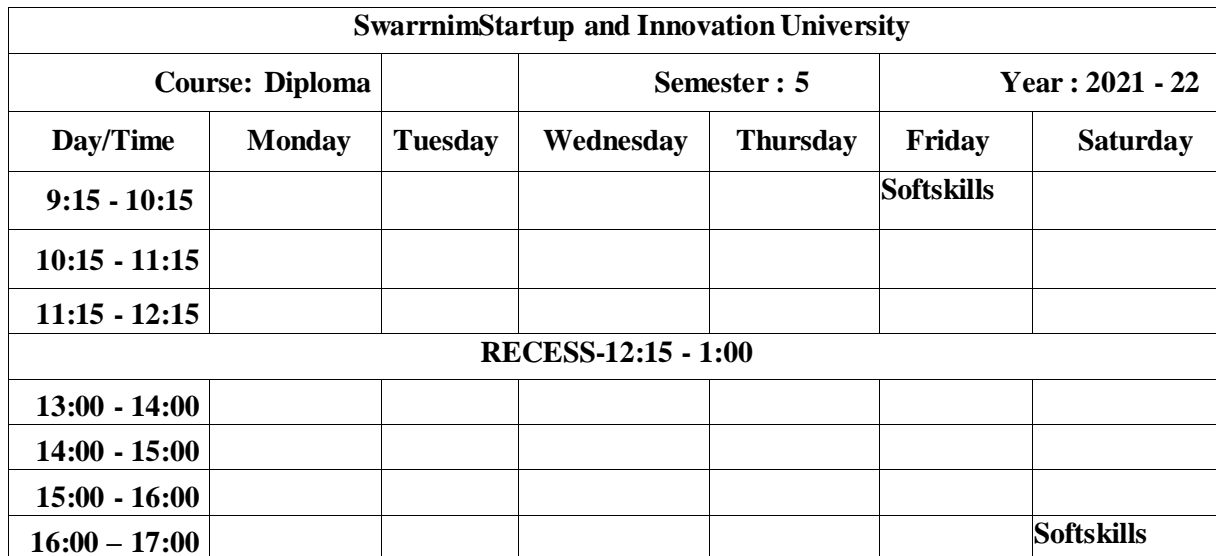 SwarrnimStartup and Innovation University
Course: Diploma Semester : 5 Year : 2021 - 22
Day/Time Monday Tuesday Wednesday Thursday Friday Saturday
9:15 - 10:15 Softskills
10:15 - 11:15
11:15 - 12:15
RECESS-12:15 - 1:00
13:00 - 14:00
14:00 - 15:00
15:00 - 16:00
16:00 – 17:00 Softskills